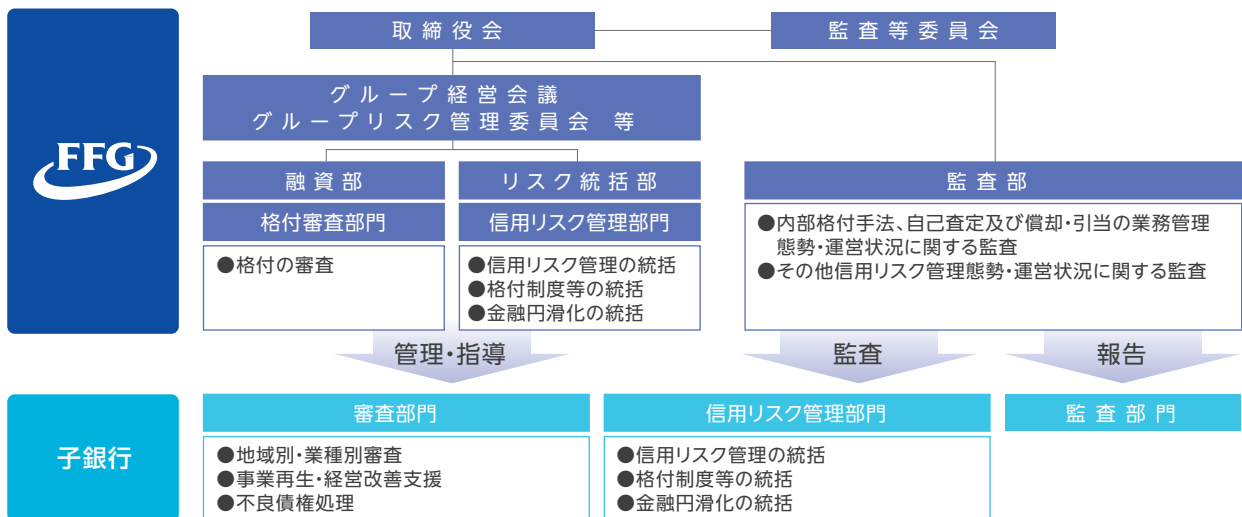 取締役会
監査等委員会
グループ経営会議
グループリスク管理委員会 等
FFG
融資部
リスク統括部
監査部
格付審査部門
信用リスク管理部門
●格付の審査
●信用リスク管理の統括
●格付制度等の統括
●金融円滑化の統括
●内部格付手法、自己査定及び償却・引当の業務管理
態勢・運営状況に関する監査
●その他信用リスク管理態勢・運営状況に関する監査
管理・指導
監査
報告
子銀行
審査部門
信用リスク管理部門
監査部門
●地域別・業種別審査
●事業再生・経営改善支援
●不良債権処理
●信用リスク管理の統括
●格付制度等の統括
●金融円滑化の統括